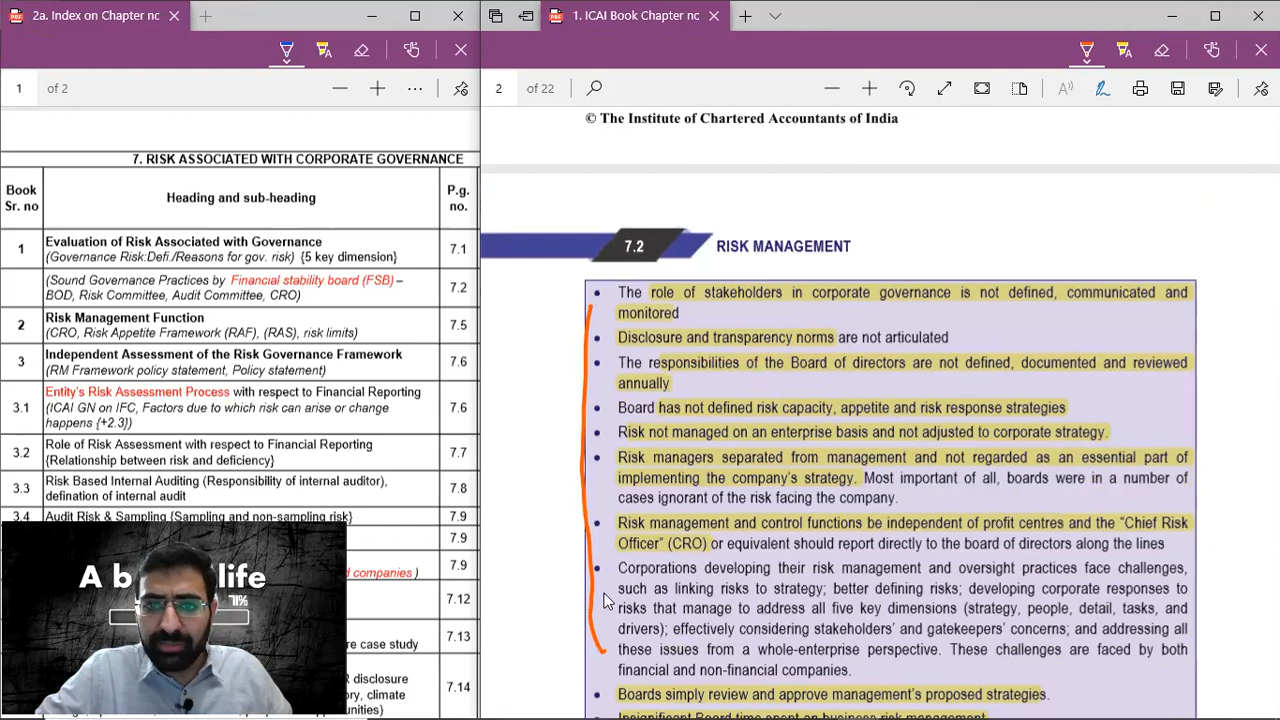 2a. Index on Chapter nc
1 of 2
7. RISK ASSOCIATED WITH CORPORATE GOVERNANCE
Book Sr. no
Heading and sub-heading
P.g. no.
1
Evaluation of Risk Associated with Governance
(Governance Risk:Defi./Reasons for gov. risk) {5 key dimension}
7.1
(Sound Governance Practices by Financial stability board (FSB) –
BOD, Risk Committee, Audit Committee, CRO)
7.2
2
Risk Management Function
(CRO, Risk Appetite Framework (RAF), (RAS), risk limits)
7.5
3
Independent Assessment of the Risk Governance Framework
(RM Framework policy statement, Policy statement)
7.6
3.1
Entity's Risk Assessment Process with respect to Financial Reporting
(ICAI GN on IFC, Factors due to which risk can arise or change
happens {+2.3})
7.6
3.2
Role of Risk Assessment with respect to Financial Reporting
{Relationship between risk and deficiency}
7.7
3.3
Risk Based Internal Auditing (Responsibility of internal auditor),
defination of internal audit
7.8
3.4
Audit Risk & Sampling {Sampling and non-sampling risk}
7.9
7.9
companies )
7.9
7.12
ure case study
7.13
R disclosure
ory, climate
7.14
A b
life
71%
1. ICAI Book Chapter nc
2 of 22
© The Institute of Chartered Accountants of India
7.2
RISK MANAGEMENT
• The role of stakeholders in corporate governance is not defined, communicated and
monitored
• Disclosure and transparency norms are not articulated
• The responsibilities of the Board of directors are not defined, documented and reviewed
annually
• Board has not defined risk capacity, appetite and risk response strategies
• Risk not managed on an enterprise basis and not adjusted to corporate strategy.
• Risk managers separated from management and not regarded as an essential part of
implementing the company's strategy. Most important of all, boards were in a number of
cases ignorant of the risk facing the company.
• Risk management and control functions be independent of profit centres and the “Chief Risk
Officer” (CRO) or equivalent should report directly to the board of directors along the lines
• Corporations developing their risk management and oversight practices face challenges,
such as linking risks to strategy; better defining risks; developing corporate responses to
risks that manage to address all five key dimensions (strategy, people, detail, tasks, and
drivers); effectively considering stakeholders' and gatekeepers' concerns; and addressing all
these issues from a whole-enterprise perspective. These challenges are faced by both
financial and non-financial companies.
• Boards simply review and approve management's proposed strategies.
Insignificant Board time spent on business risk management